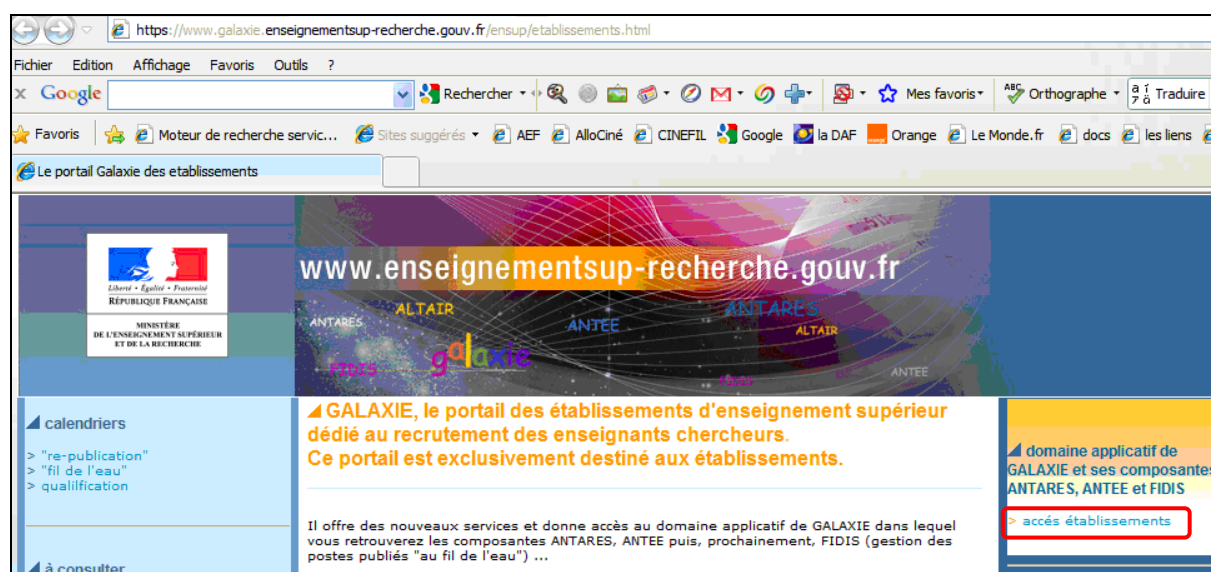 https://www.galaxie.enseignementsup-recherche.gouv.fr/ensup/etablissements.html
Fichier Edition Affichage Favoris Outils ?
x Google Rechercher Mes favoris Orthographe Traduire
Favoris Moteur de recherche servic... Sites suggérés AEF AlloCiné CINEFIL Google la DAF Orange Le Monde.fr docs les liens
Le portail Galaxie des etablissements
www.enseignementsup-recherche.gouv.fr
Liberté • Égalité • Fraternité
RÉPUBLIQUE FRANÇAISE
MINISTÈRE
DE L'ENSEIGNEMENT SUPÉRIEUR
ET DE LA RECHERCHE
ALTAIR
ANTARES
ANTARES
ANTEE
ALTAIR
galaxie
FIDIS
ANTEE
calendriers
> "re-publication"
> "fil de l'eau"
> qualilfication
à consulter
GALAXIE, le portail des établissements d'enseignement supérieur
dédié au recrutement des enseignants chercheurs.
Ce portail est exclusivement destiné aux établissements.
Il offre des nouveaux services et donne accès au domaine applicatif de GALAXIE dans lequel
vous retrouverez les composantes ANTARES, ANTEE puis, prochainement, FIDIS (gestion des
postes publiés "au fil de l'eau") ...
domaine applicatif de
GALAXIE et ses composantes
ANTARES, ANTEE et FIDIS
> accés établissements